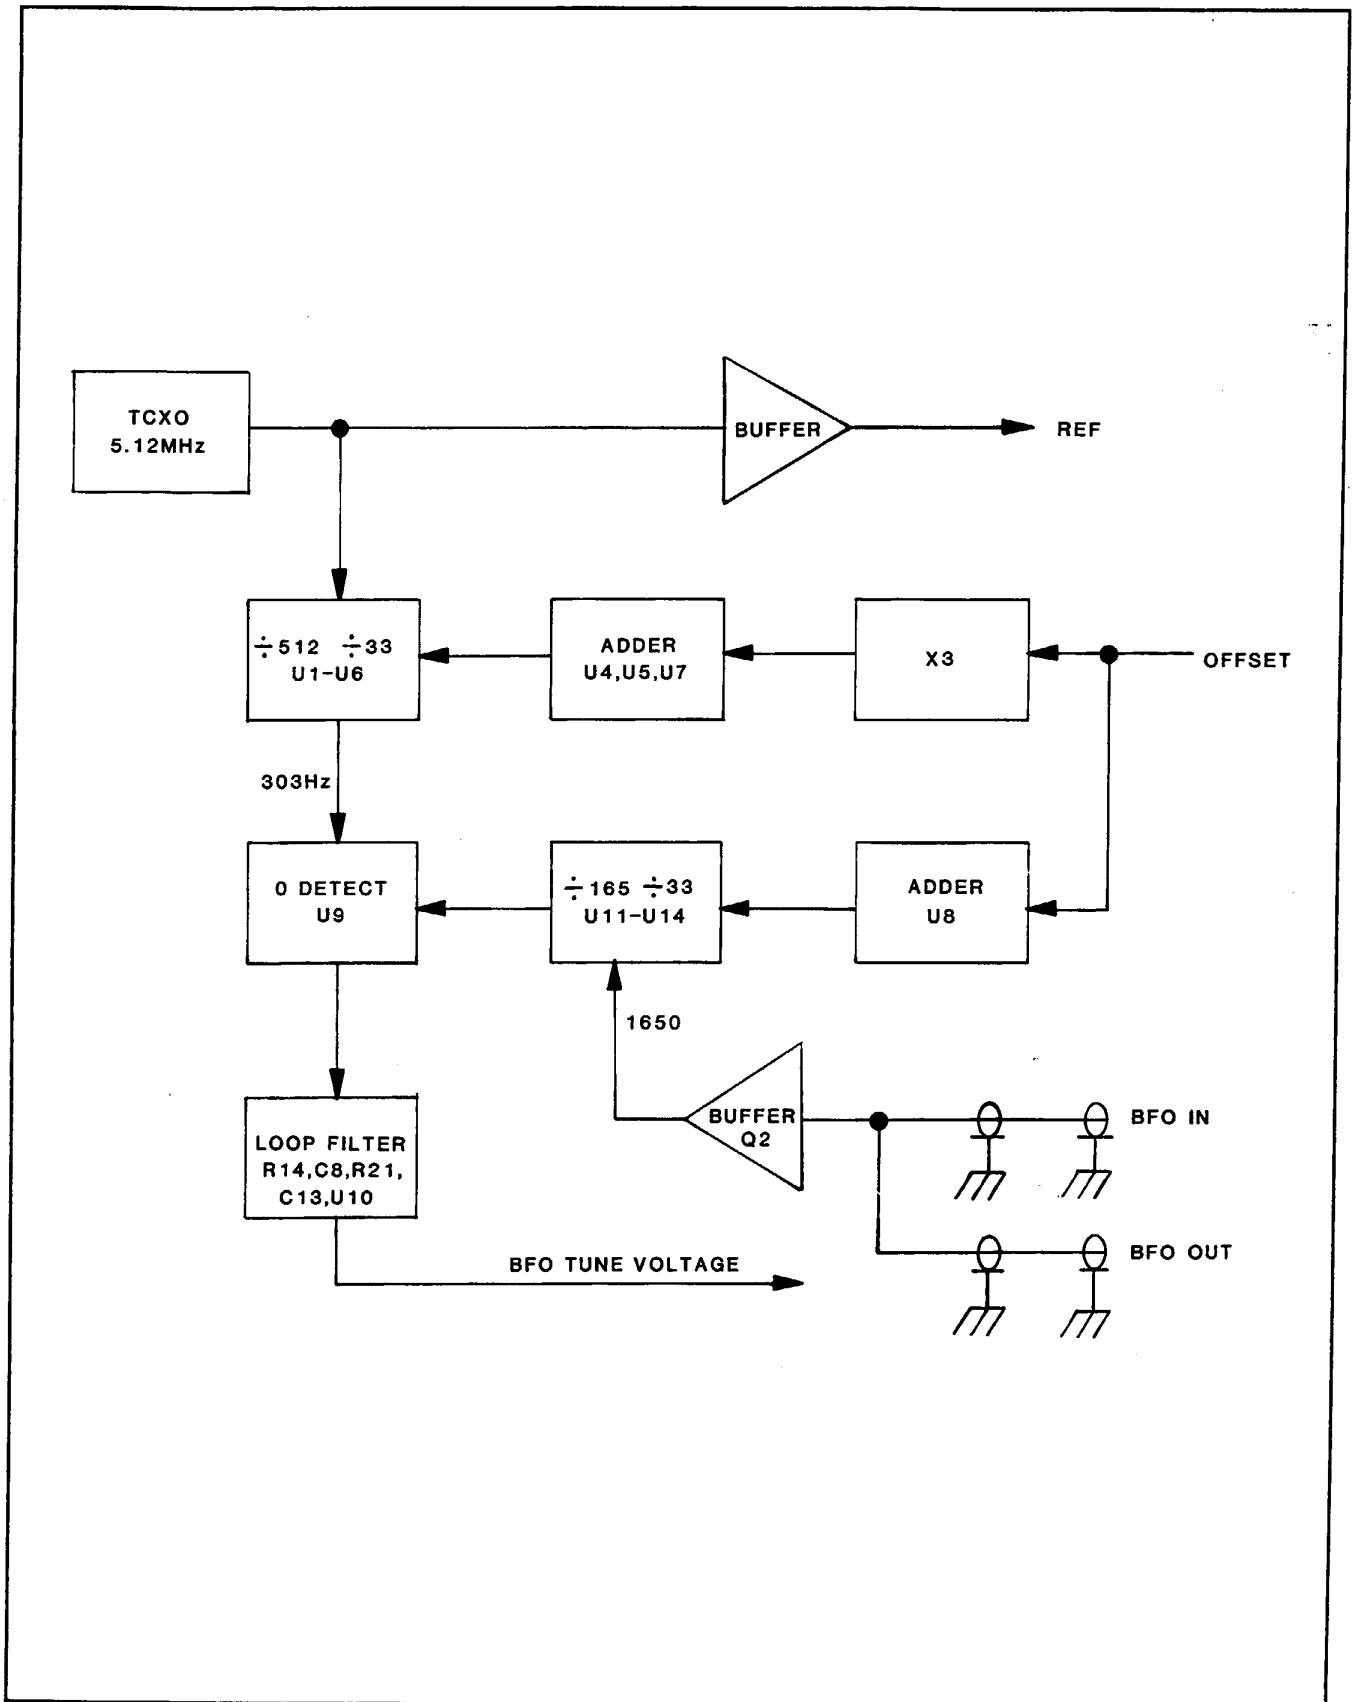 TCXO
5.12MHz
BUFFER
REF
÷512 ÷33
U1-U6
ADDER
U4,U5,U7
X3
OFFSET
303Hz
0 DETECT
U9
÷165 ÷33
U11-U14
ADDER
U8
1650
LOOP FILTER
R14,C8,R21,
C13,U10
BUFFER
Q2
BFO IN
BFO OUT
BFO TUNE VOLTAGE